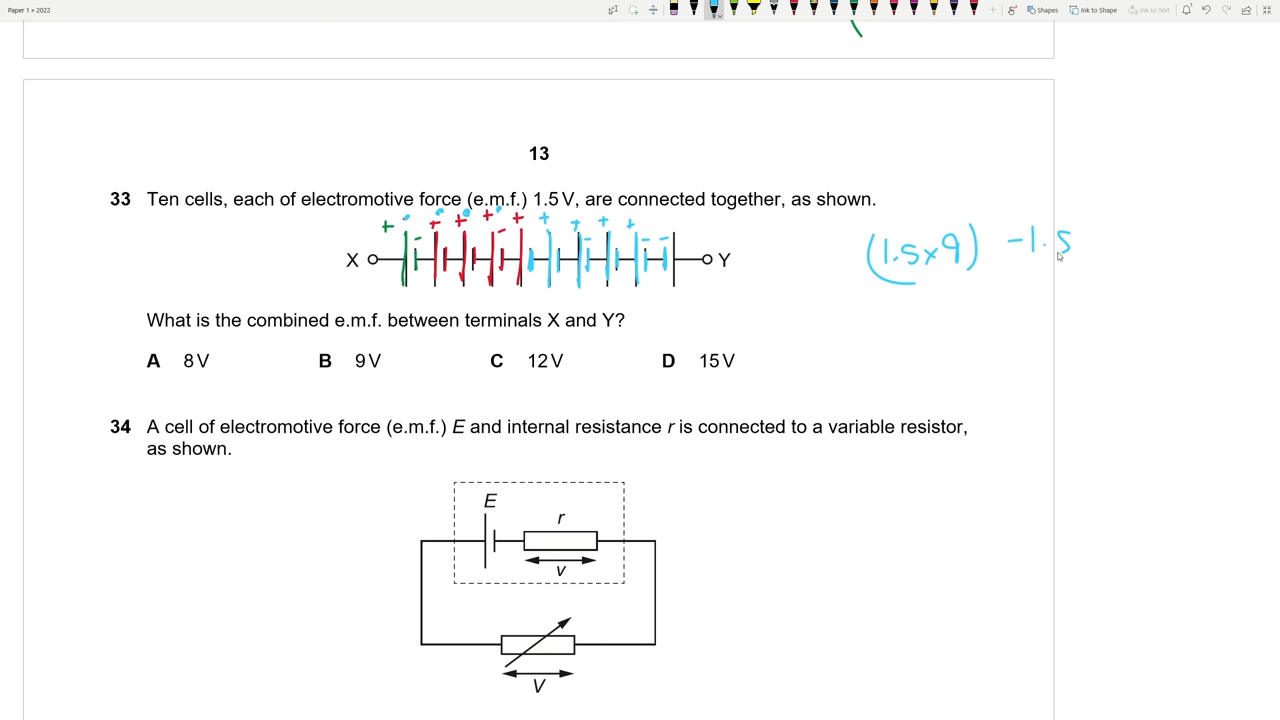 Paper 1 • 2022
Shapes
Ink to Shape
Ink to Text
13
33 Ten cells, each of electromotive force (e.m.f.) 1.5 V, are connected together, as shown.
+ + + + + + + + +
- - - - -
X
Y
(1.5×9) -1.5
What is the combined e.m.f. between terminals X and Y?
A 8 V B 9 V C 12 V D 15 V
34 A cell of electromotive force (e.m.f.) E and internal resistance r is connected to a variable resistor,
as shown.
E
r
v
V